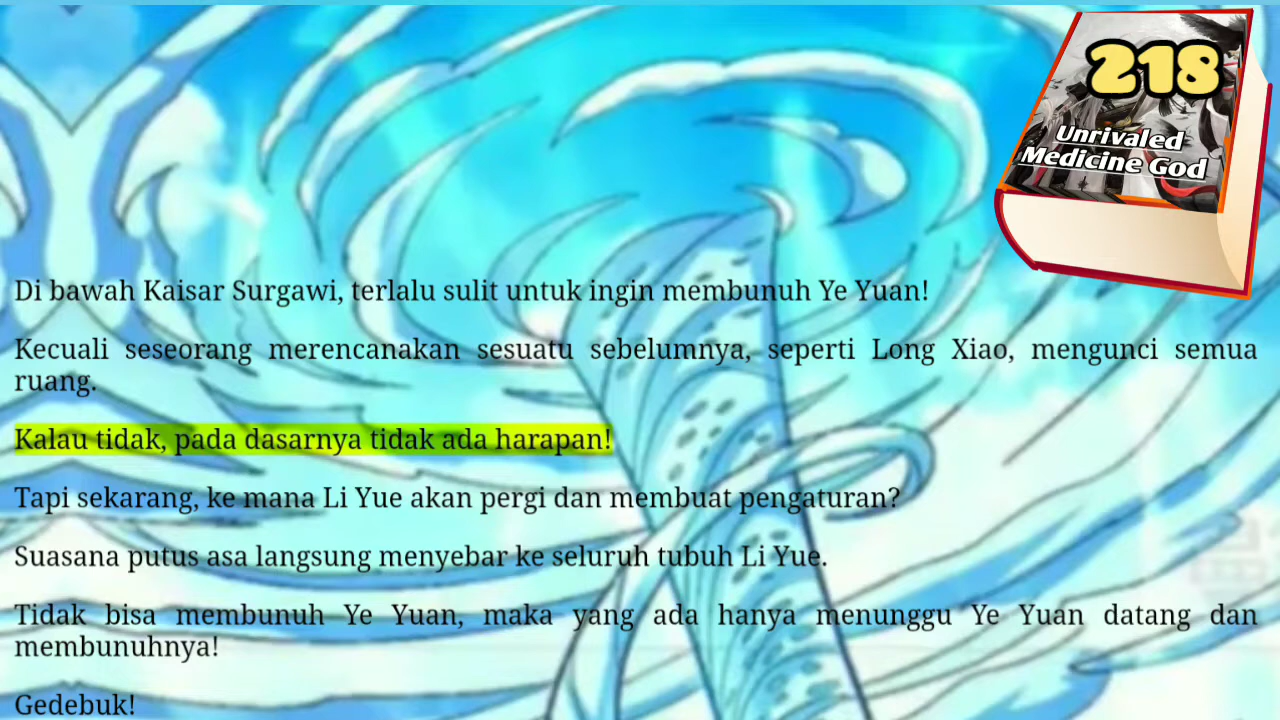 218
Unrivaled
Medicine God
Di bawah Kaisar Surgawi, terlalu sulit untuk ingin membunuh Ye Yuan!
Kecuali seseorang merencanakan sesuatu sebelumnya, seperti Long Xiao, mengunci semua
ruang.
Kalau tidak, pada dasarnya tidak ada harapan!
Tapi sekarang, ke mana Li Yue akan pergi dan membuat pengaturan?
Suasana putus asa langsung menyebar ke seluruh tubuh Li Yue.
Tidak bisa membunuh Ye Yuan, maka yang ada hanya menunggu Ye Yuan datang dan
membunuhnya!
Gedebuk!